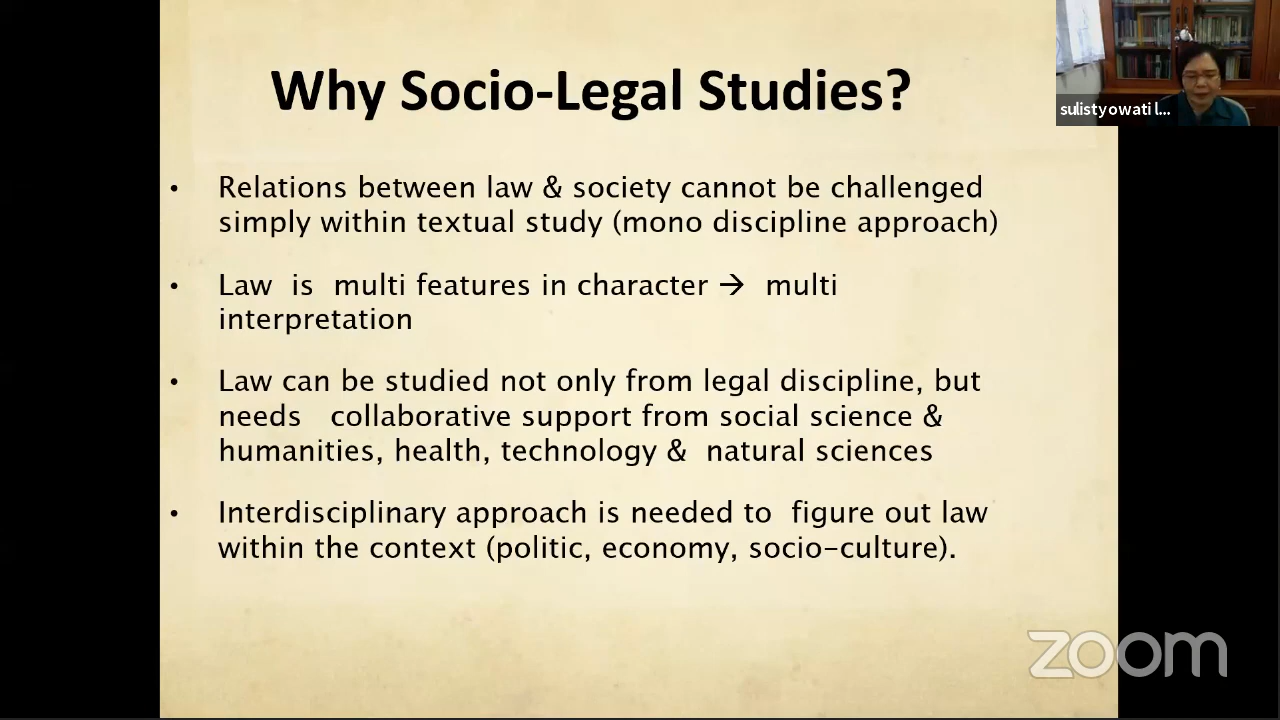 Why Socio-Legal Studies?
sulistyowati l...
• Relations between law & society cannot be challenged
simply within textual study (mono discipline approach)
• Law is multi features in character → multi
interpretation
• Law can be studied not only from legal discipline, but
needs collaborative support from social science &
humanities, health, technology & natural sciences
• Interdisciplinary approach is needed to figure out law
within the context (politic, economy, socio-culture).
zoom